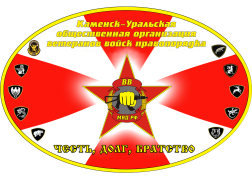 Каменск-Уральская
общественная организация
ветеранов войск правопорядка
ВВ
МВД РФ
ЧЕСТЬ, ДОЛГ, БРАТСТВО